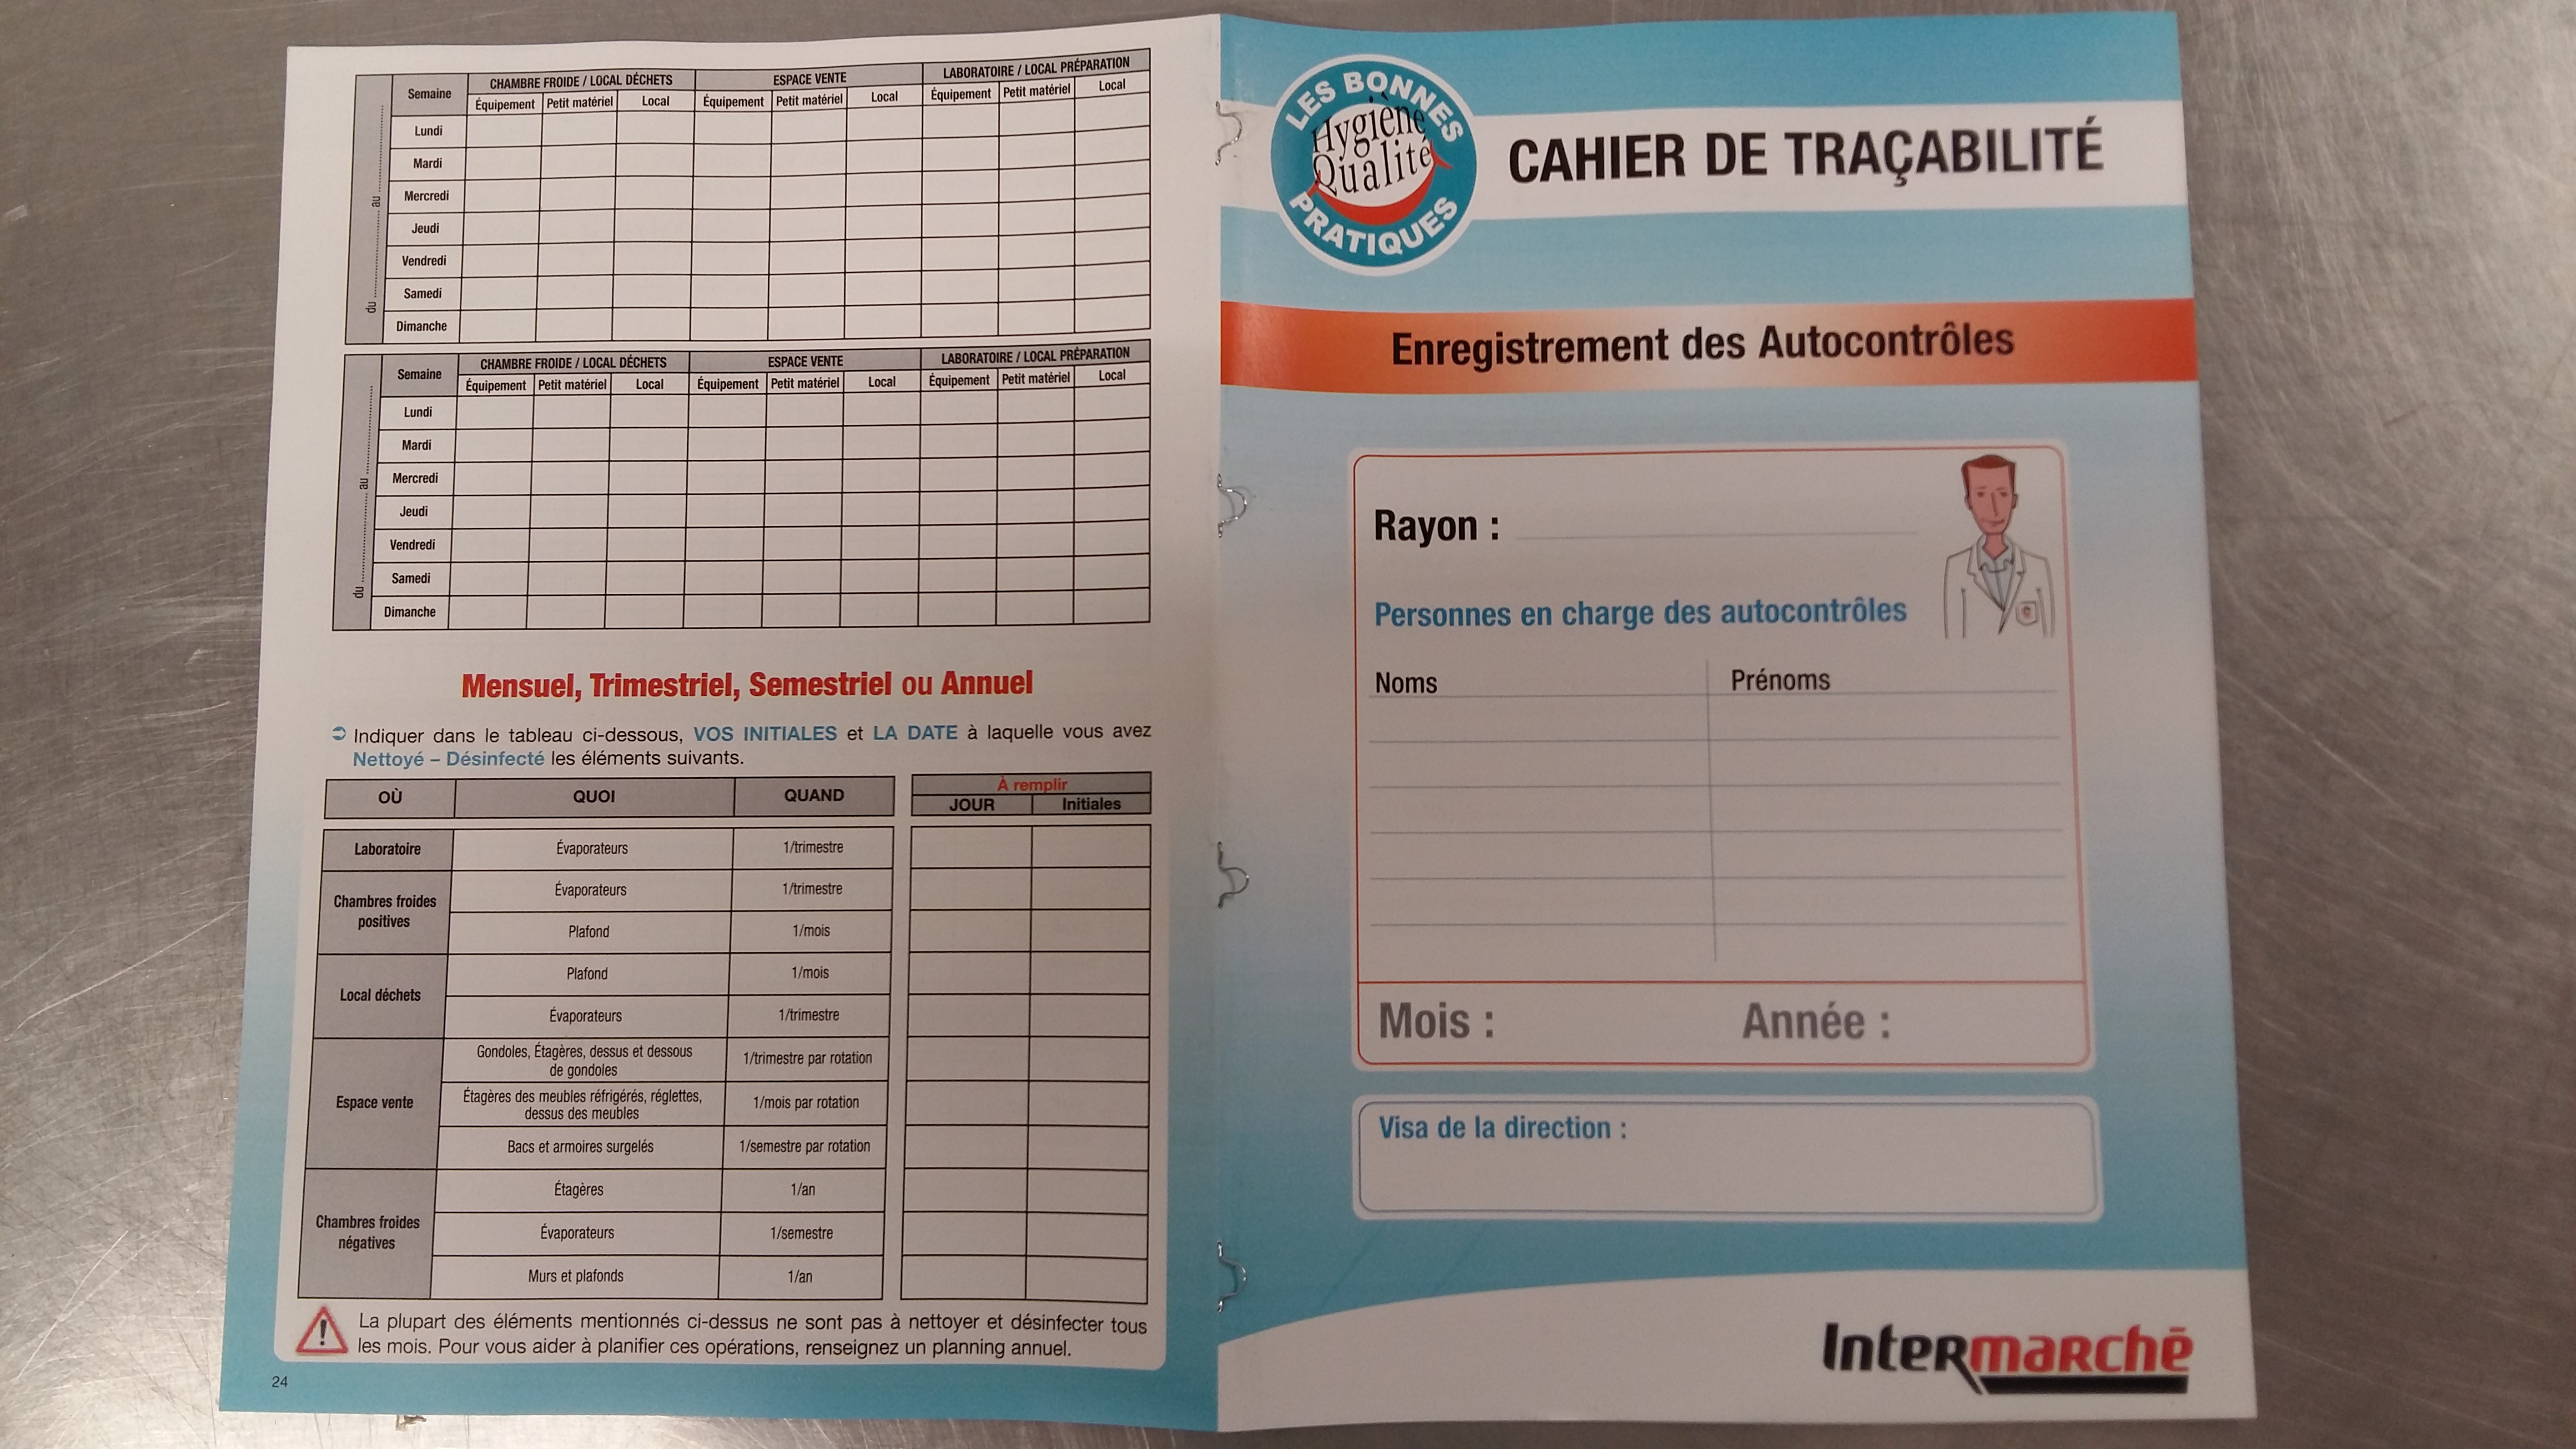 du .................... au ....................
Semaine CHAMBRE FROIDE / LOCAL DÉCHETS ESPACE VENTE LABORATOIRE / LOCAL PRÉPARATION
Équipement Petit matériel Local Équipement Petit matériel Local Équipement Petit matériel Local
Lundi
Mardi
Mercredi
Jeudi
Vendredi
Samedi
Dimanche
du .................... au ....................
Semaine CHAMBRE FROIDE / LOCAL DÉCHETS ESPACE VENTE LABORATOIRE / LOCAL PRÉPARATION
Équipement Petit matériel Local Équipement Petit matériel Local Équipement Petit matériel Local
Lundi
Mardi
Mercredi
Jeudi
Vendredi
Samedi
Dimanche
Mensuel, Trimestriel, Semestriel ou Annuel
Indiquer dans le tableau ci-dessous, VOS INITIALES et LA DATE à laquelle vous avez
Nettoyé – Désinfecté les éléments suivants.
OÙ QUOI QUAND À remplir
JOUR Initiales
Laboratoire Évaporateurs 1/trimestre
Chambres froides positives Évaporateurs 1/trimestre
Plafond 1/mois
Local déchets Plafond 1/mois
Évaporateurs 1/trimestre
Espace vente Gondoles, Étagères, dessus et dessous de gondoles 1/trimestre par rotation
Étagères des meubles réfrigérés, réglettes, dessus des meubles 1/mois par rotation
Bacs et armoires surgelés 1/semestre par rotation
Chambres froides négatives Étagères 1/an
Évaporateurs 1/semestre
Murs et plafonds 1/an
La plupart des éléments mentionnés ci-dessus ne sont pas à nettoyer et désinfecter tous
les mois. Pour vous aider à planifier ces opérations, renseignez un planning annuel.
24
LES BONNES
Hygiène
Qualité
PRATIQUES
CAHIER DE TRAÇABILITÉ
Enregistrement des Autocontrôles
Rayon :
Personnes en charge des autocontrôles
Noms Prénoms
Mois : Année :
Visa de la direction :
Intermarché